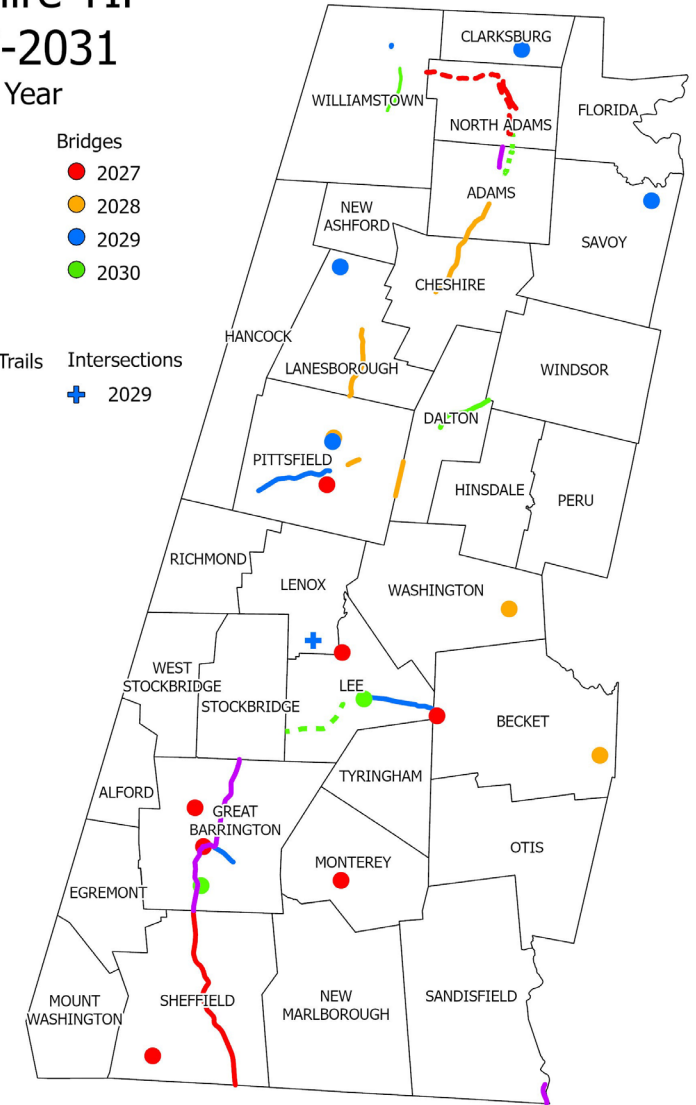 -2031
Year
Bridges
2027
2028
2029
2030
Trails
Intersections
2029
CLARKSBURG
WILLIAMSTOWN
FLORIDA
NORTH ADAMS
ADAMS
NEW
ASHFORD
SAVOY
CHESHIRE
HANCOCK
LANESBOROUGH
WINDSOR
DALTON
PITTSFIELD
HINSDALE
PERU
RICHMOND
LENOX
WASHINGTON
WEST
STOCKBRIDGE
STOCKBRIDGE
LEE
BECKET
TYRINGHAM
ALFORD
GREAT
BARRINGTON
OTIS
MONTEREY
EGREMONT
MOUNT
WASHINGTON
SHEFFIELD
NEW
MARLBOROUGH
SANDISFIELD